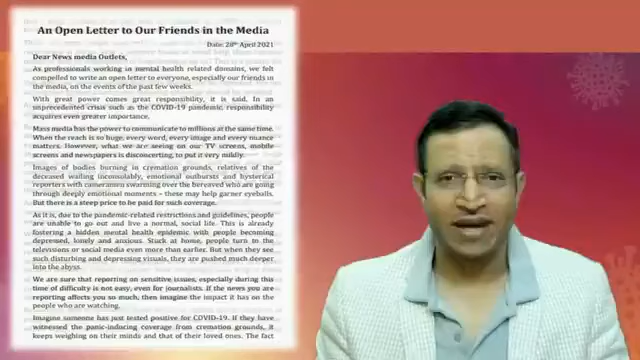 An Open Letter to Our Friends in the Media
Date: 28th April 2021
Dear News media Outlets,
As professionals working in mental health related domains, we felt
compelled to write an open letter to everyone, especially our friends in
the media, on the events of the past few weeks.
With great power comes great responsibility, it is said. In an
unprecedented crisis such as the COVID-19 pandemic, responsibility
acquires even greater importance.
Mass media has the power to communicate to millions at the same time.
When the reach is so huge, every word, every image and every nuance
matters. However, what we are seeing on our TV screens, mobile
screens and newspapers is disconcerting, to put it very mildly.
Images of bodies burning in cremation grounds, relatives of the
deceased wailing inconsolably, emotional outbursts and hysterical
reporters with cameramen swarming over the bereaved who are going
through deeply emotional moments – these may help garner eyeballs.
But there is a steep price to be paid for such coverage.
As it is, due to the pandemic-related restrictions and guidelines, people
are unable to go out and live a normal, social life. This is already
fostering a hidden mental health epidemic with people becoming
depressed, lonely and anxious. Stuck at home, people turn to the
televisions or social media even more than earlier. But when they see
such disturbing and depressing visuals, they are pushed much deeper
into the abyss.
We are sure that reporting on sensitive issues, especially during this
time of difficulty is not easy, even for journalists. If the news you are
reporting affects you so much, then imagine the impact it has on the
people who are watching.
Imagine someone has just tested positive for COVID-19. If they have
witnessed the panic-inducing coverage from cremation grounds, it
keeps weighing on their minds and that of their loved ones. The fact